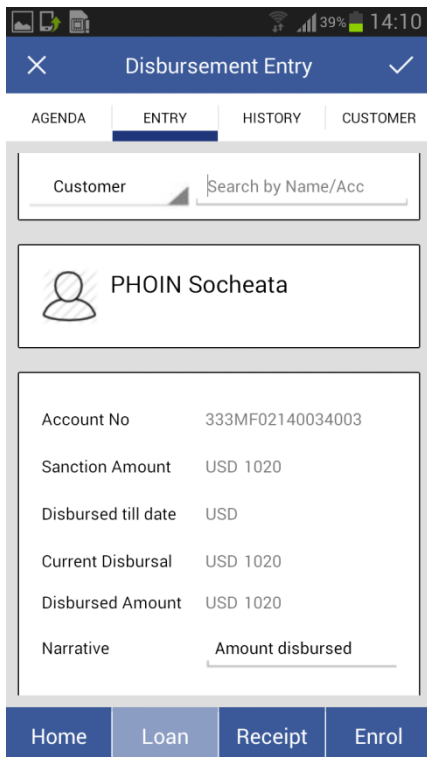 39% 14:10
Disbursement Entry
AGENDA ENTRY HISTORY CUSTOMER
Customer Search by Name/Acc
PHOIN Socheata
Account No 333MF02140034003
Sanction Amount USD 1020
Disbursed till date USD
Current Disbursal USD 1020
Disbursed Amount USD 1020
Narrative Amount disbursed
Home Loan Receipt Enrol